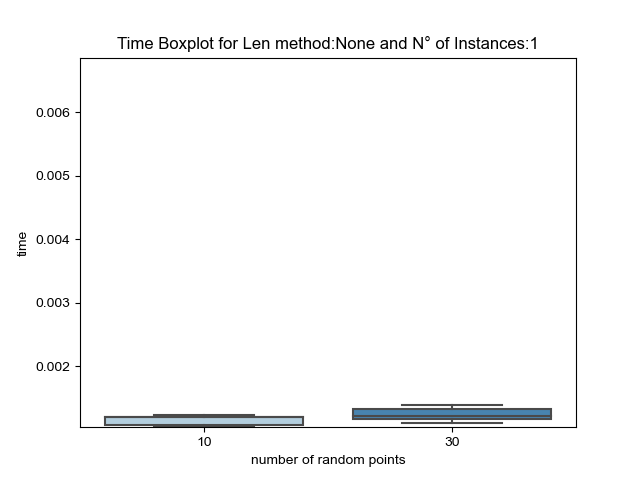 Time Boxplot for Len method:None and N° of Instances:1
0.006
0.005
0.004
0.003
0.002
time
10 30
number of random points